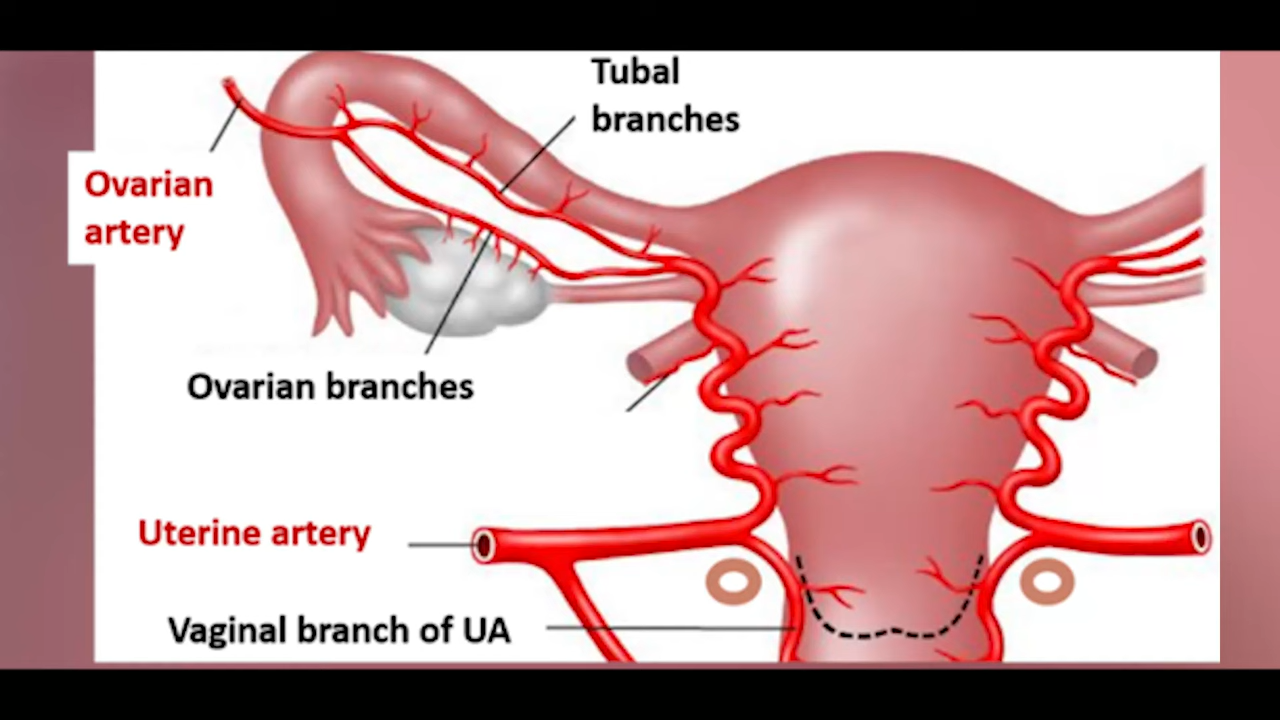 Tubal
branches
Ovarian
artery
Ovarian branches
Uterine artery
Vaginal branch of UA